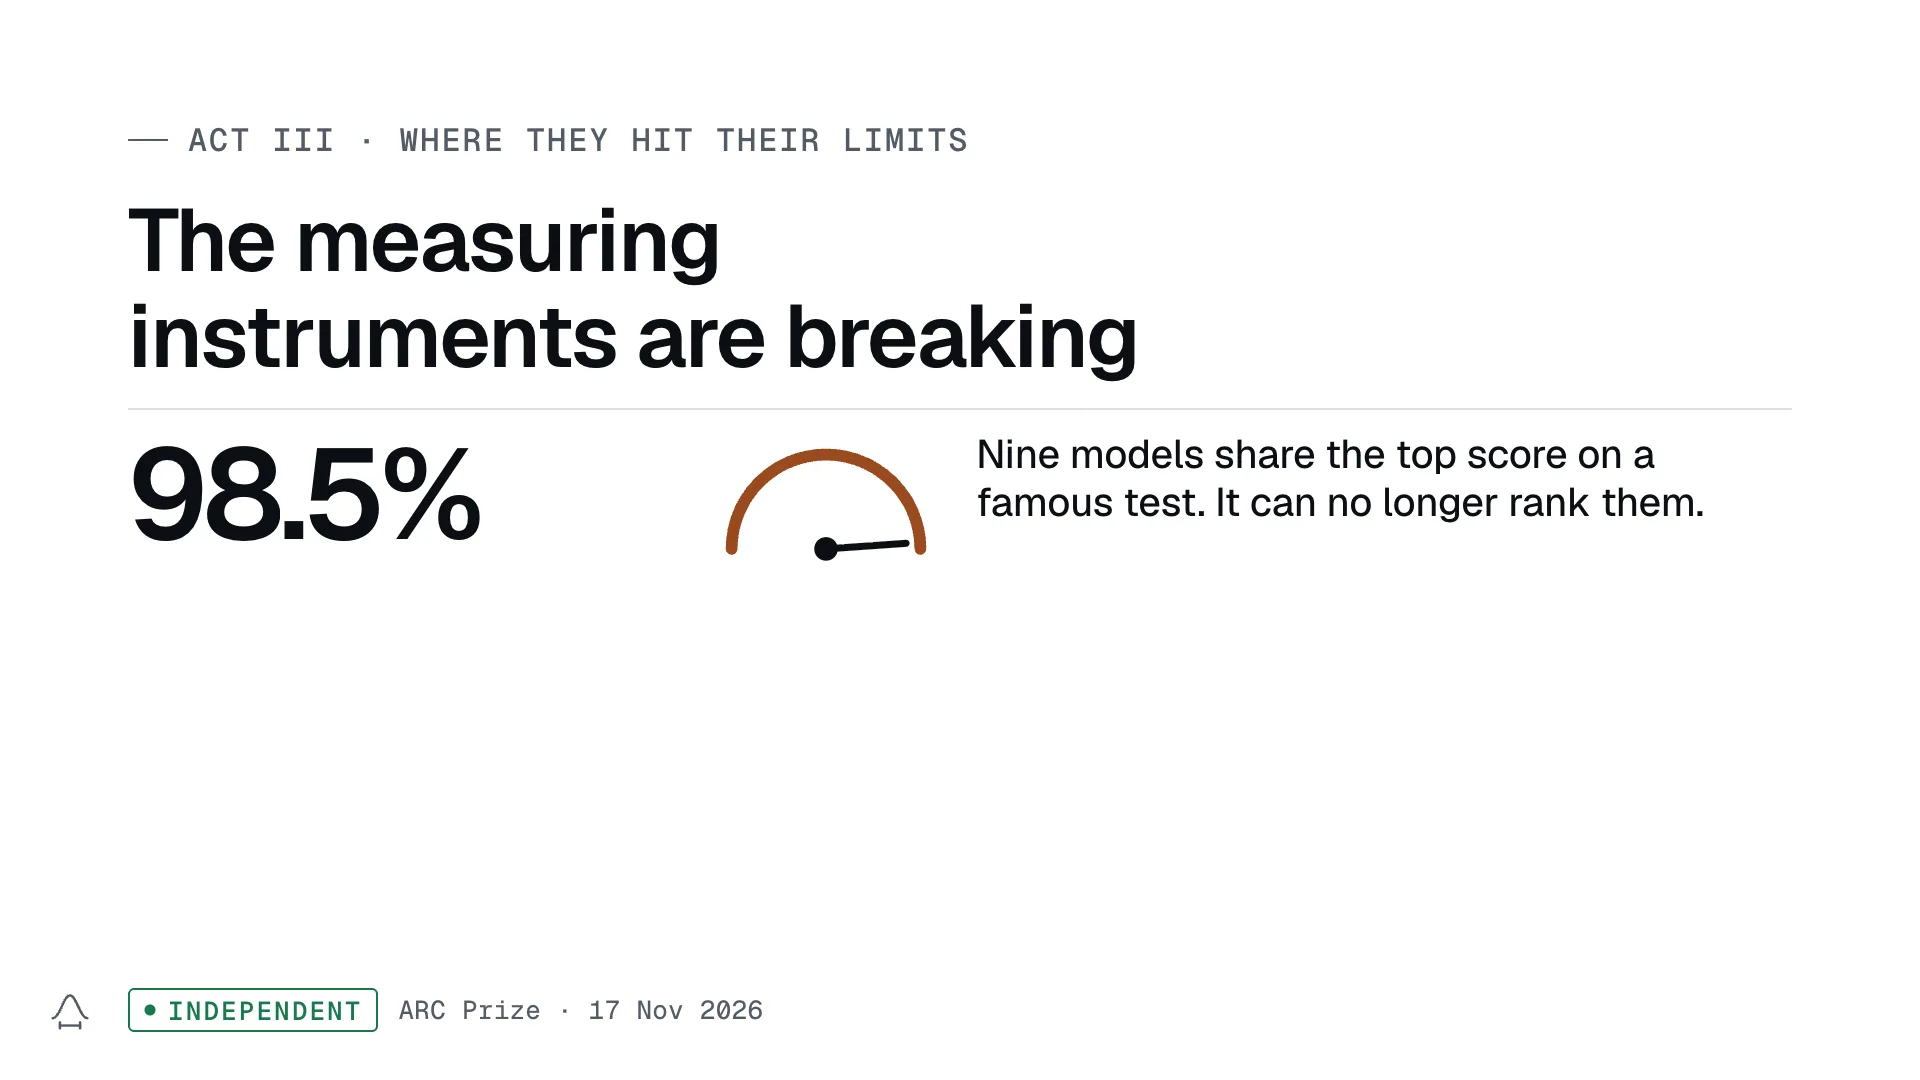 ACT III · WHERE THEY HIT THEIR LIMITS
The measuring
instruments are breaking
98.5%
Nine models share the top score on a
famous test. It can no longer rank them.
INDEPENDENT
ARC Prize · 17 Nov 2026